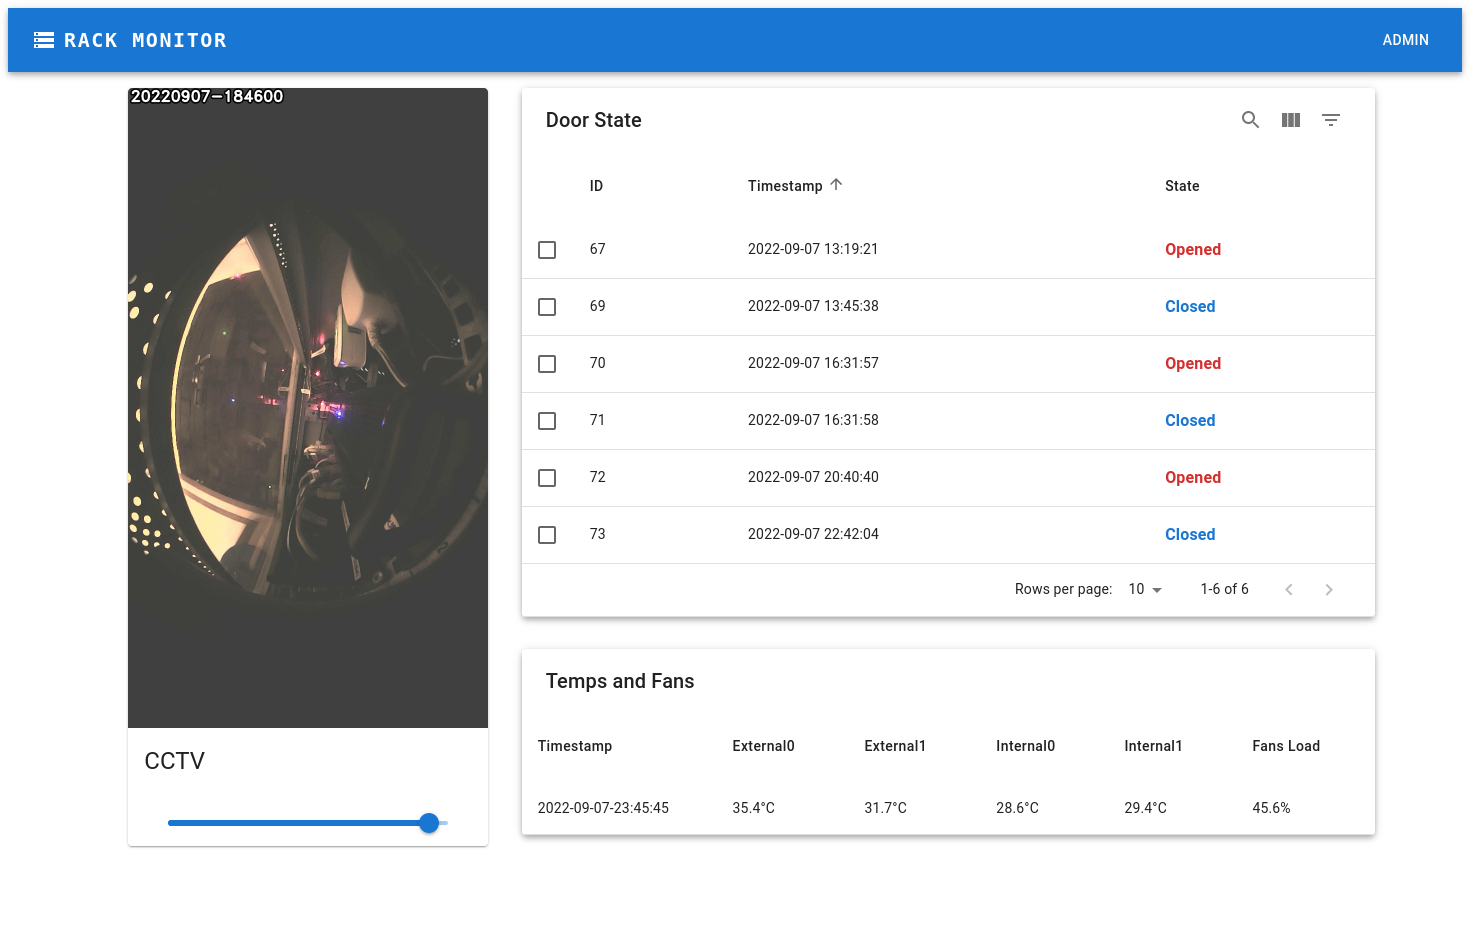 RACK MONITOR
ADMIN
20220907-184600
CCTV
Door State
ID Timestamp State
67 2022-09-07 13:19:21 Opened
69 2022-09-07 13:45:38 Closed
70 2022-09-07 16:31:57 Opened
71 2022-09-07 16:31:58 Closed
72 2022-09-07 20:40:40 Opened
73 2022-09-07 22:42:04 Closed
Rows per page: 10 1-6 of 6
Temps and Fans
Timestamp External0 External1 Internal0 Internal1 Fans Load
2022-09-07-23:45:45 35.4°C 31.7°C 28.6°C 29.4°C 45.6%